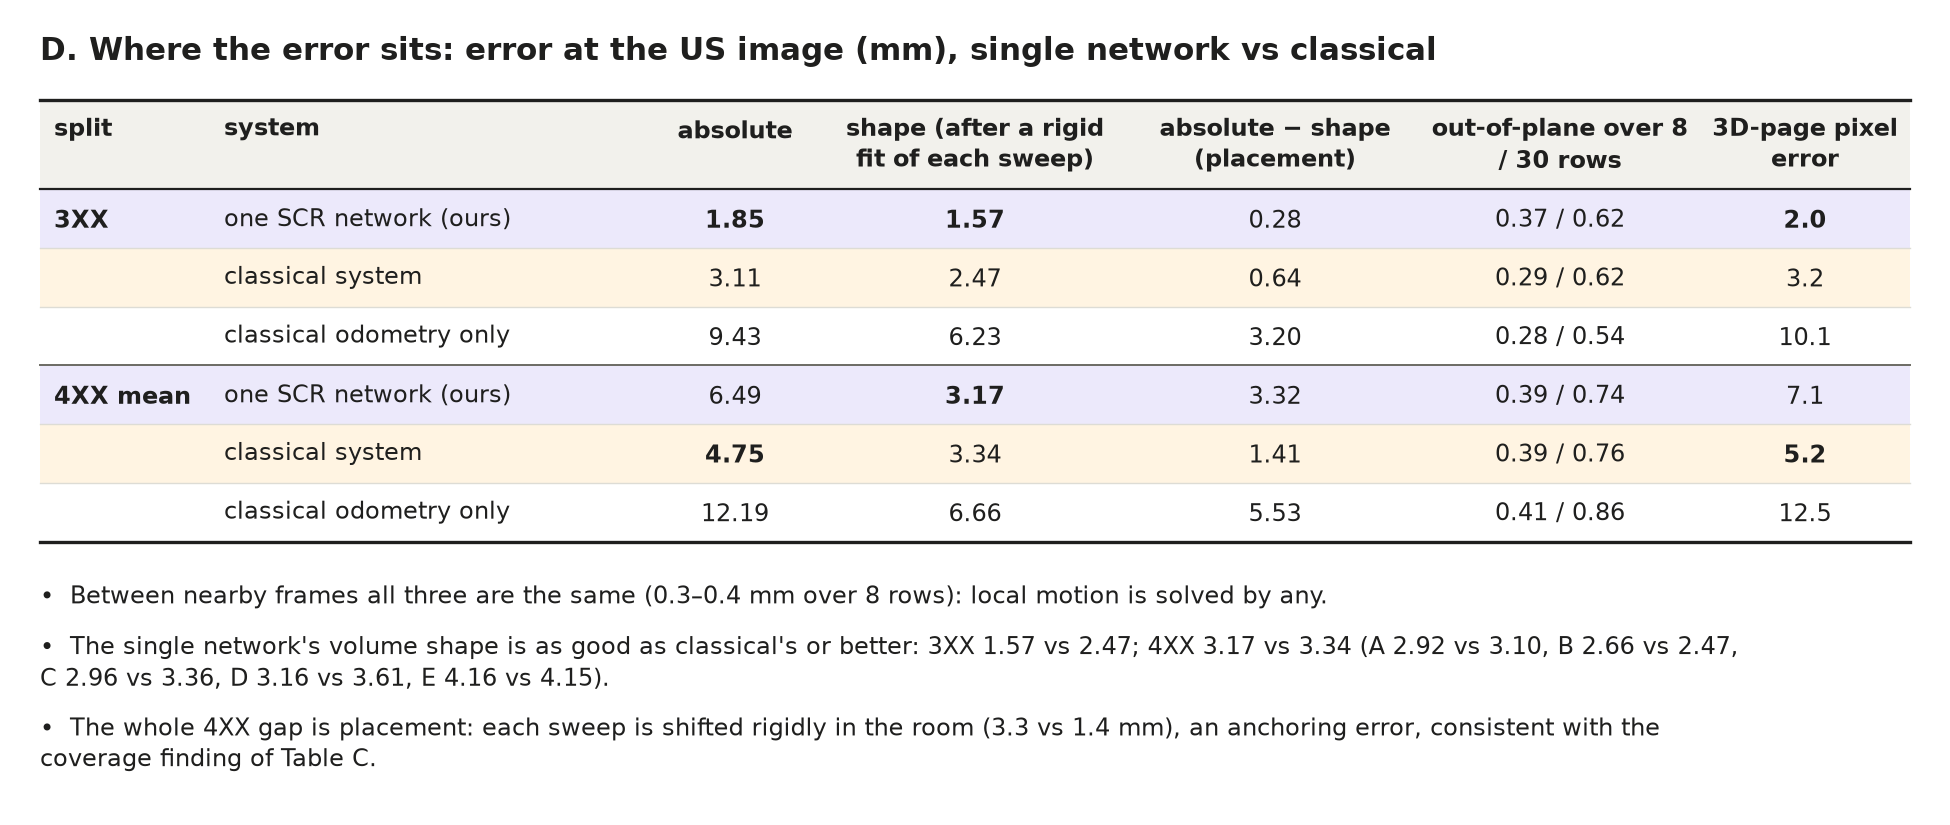 D. Where the error sits: error at the US image (mm), single network vs classical
split system absolute shape (after a rigid fit of each sweep) absolute − shape (placement) out-of-plane over 8 / 30 rows 3D-page pixel error
3XX one SCR network (ours) 1.85 1.57 0.28 0.37 / 0.62 2.0
classical system 3.11 2.47 0.64 0.29 / 0.62 3.2
classical odometry only 9.43 6.23 3.20 0.28 / 0.54 10.1
4XX mean one SCR network (ours) 6.49 3.17 3.32 0.39 / 0.74 7.1
classical system 4.75 3.34 1.41 0.39 / 0.76 5.2
classical odometry only 12.19 6.66 5.53 0.41 / 0.86 12.5
• Between nearby frames all three are the same (0.3–0.4 mm over 8 rows): local motion is solved by any.
• The single network's volume shape is as good as classical's or better: 3XX 1.57 vs 2.47; 4XX 3.17 vs 3.34 (A 2.92 vs 3.10, B 2.66 vs 2.47,
C 2.96 vs 3.36, D 3.16 vs 3.61, E 4.16 vs 4.15).
• The whole 4XX gap is placement: each sweep is shifted rigidly in the room (3.3 vs 1.4 mm), an anchoring error, consistent with the
coverage finding of Table C.